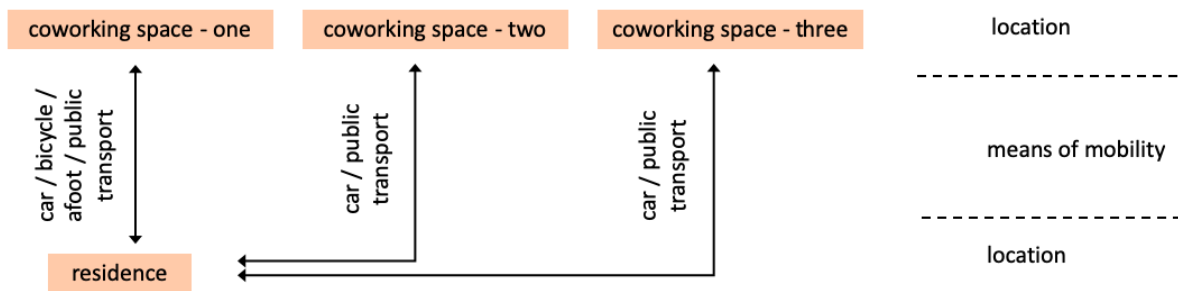 coworking space - one
coworking space - two
coworking space - three
location
car / bicycle /
afoot / public
transport
car / public
transport
car / public
transport
means of mobility
residence
location